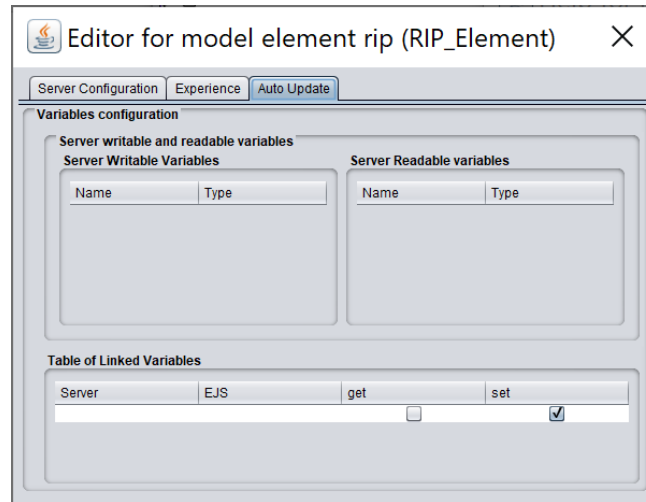 Editor for model element rip (RIP_Element)
Server Configuration Experience Auto Update
Variables configuration
Server writable and readable variables
Server Writable Variables Server Readable variables
Name Type Name Type
Table of Linked Variables
Server EJS get set